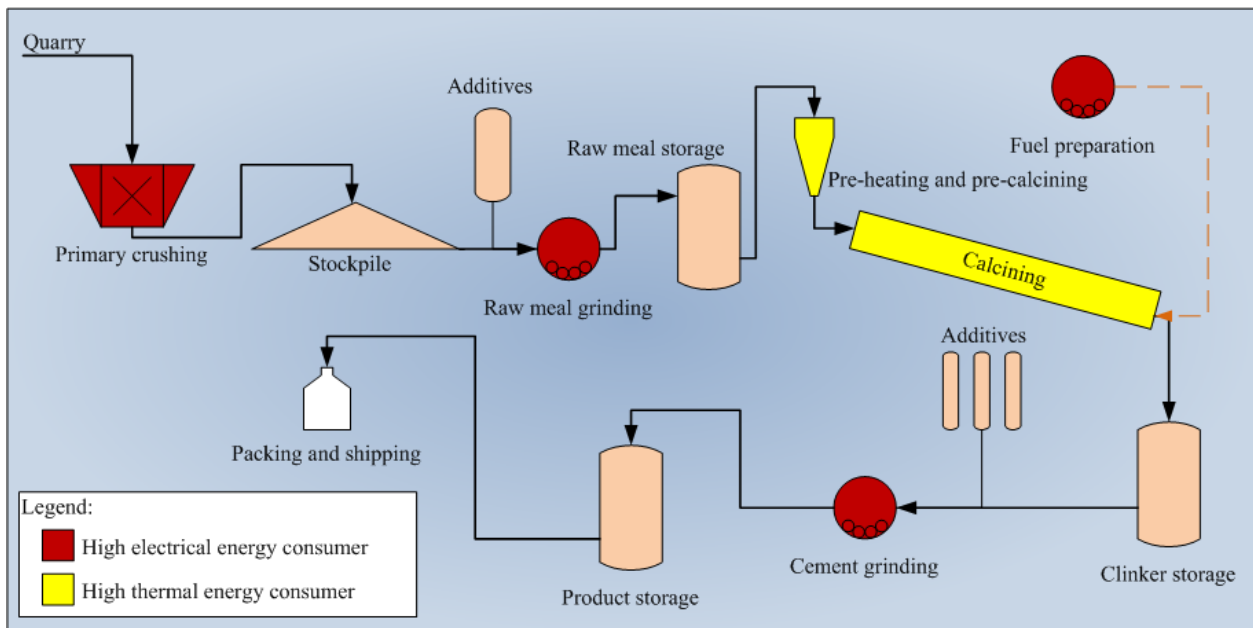 Quarry
Additives
Raw meal storage
Fuel preparation
Pre-heating and pre-calcining
Primary crushing
Stockpile
Raw meal grinding
Calcining
Additives
Packing and shipping
Product storage
Cement grinding
Clinker storage
Legend:
High electrical energy consumer
High thermal energy consumer